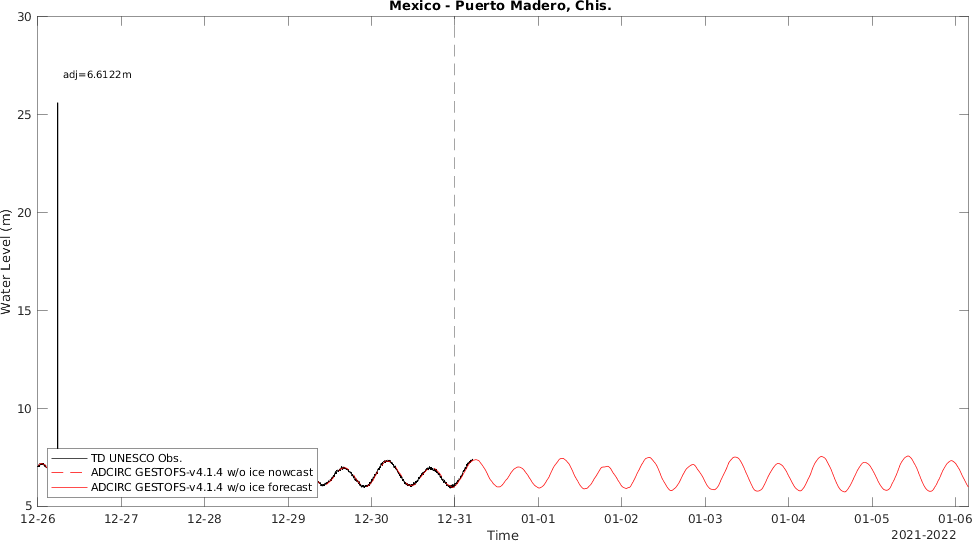 Mexico - Puerto Madero, Chis.
30
adj=6.6122m
25
20
Water Level (m)
15
10
TD UNESCO Obs.
ADCIRC GESTOFS-v4.1.4 w/o ice nowcast
ADCIRC GESTOFS-v4.1.4 w/o ice forecast
5
12-26 12-27 12-28 12-29 12-30 12-31 01-01 01-02 01-03 01-04 01-05 01-06
Time
2021-2022